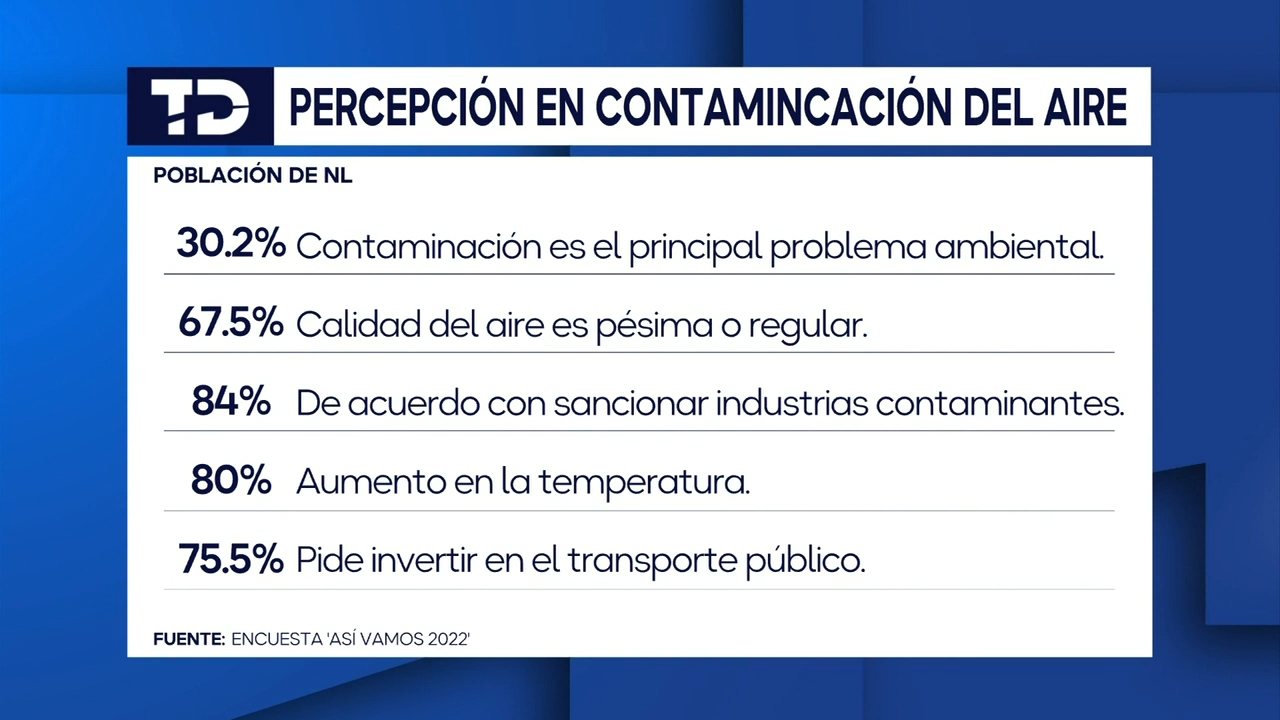 TD PERCEPCIÓN EN CONTAMINCACIÓN DEL AIRE
POBLACIÓN DE NL
30.2% Contaminación es el principal problema ambiental.
67.5% Calidad del aire es pésima o regular.
84% De acuerdo con sancionar industrias contaminantes.
80% Aumento en la temperatura.
75.5% Pide invertir en el transporte público.
FUENTE: ENCUESTA 'ASÍ VAMOS 2022'